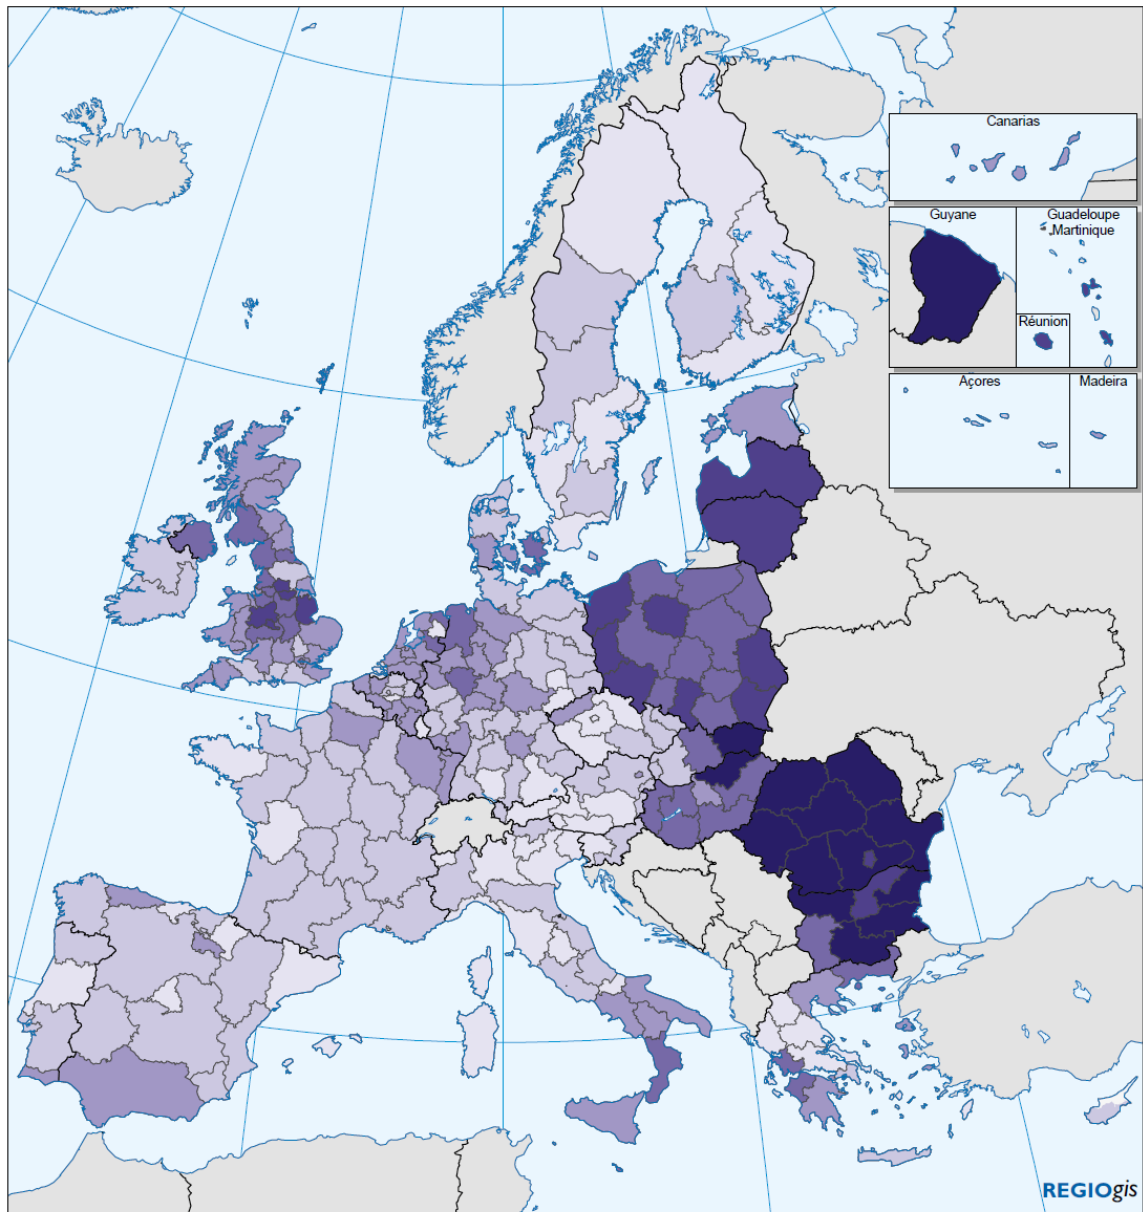 Canarias
Guyane
Guadeloupe
Martinique
Réunion
Açores
Madeira
REGIOgis